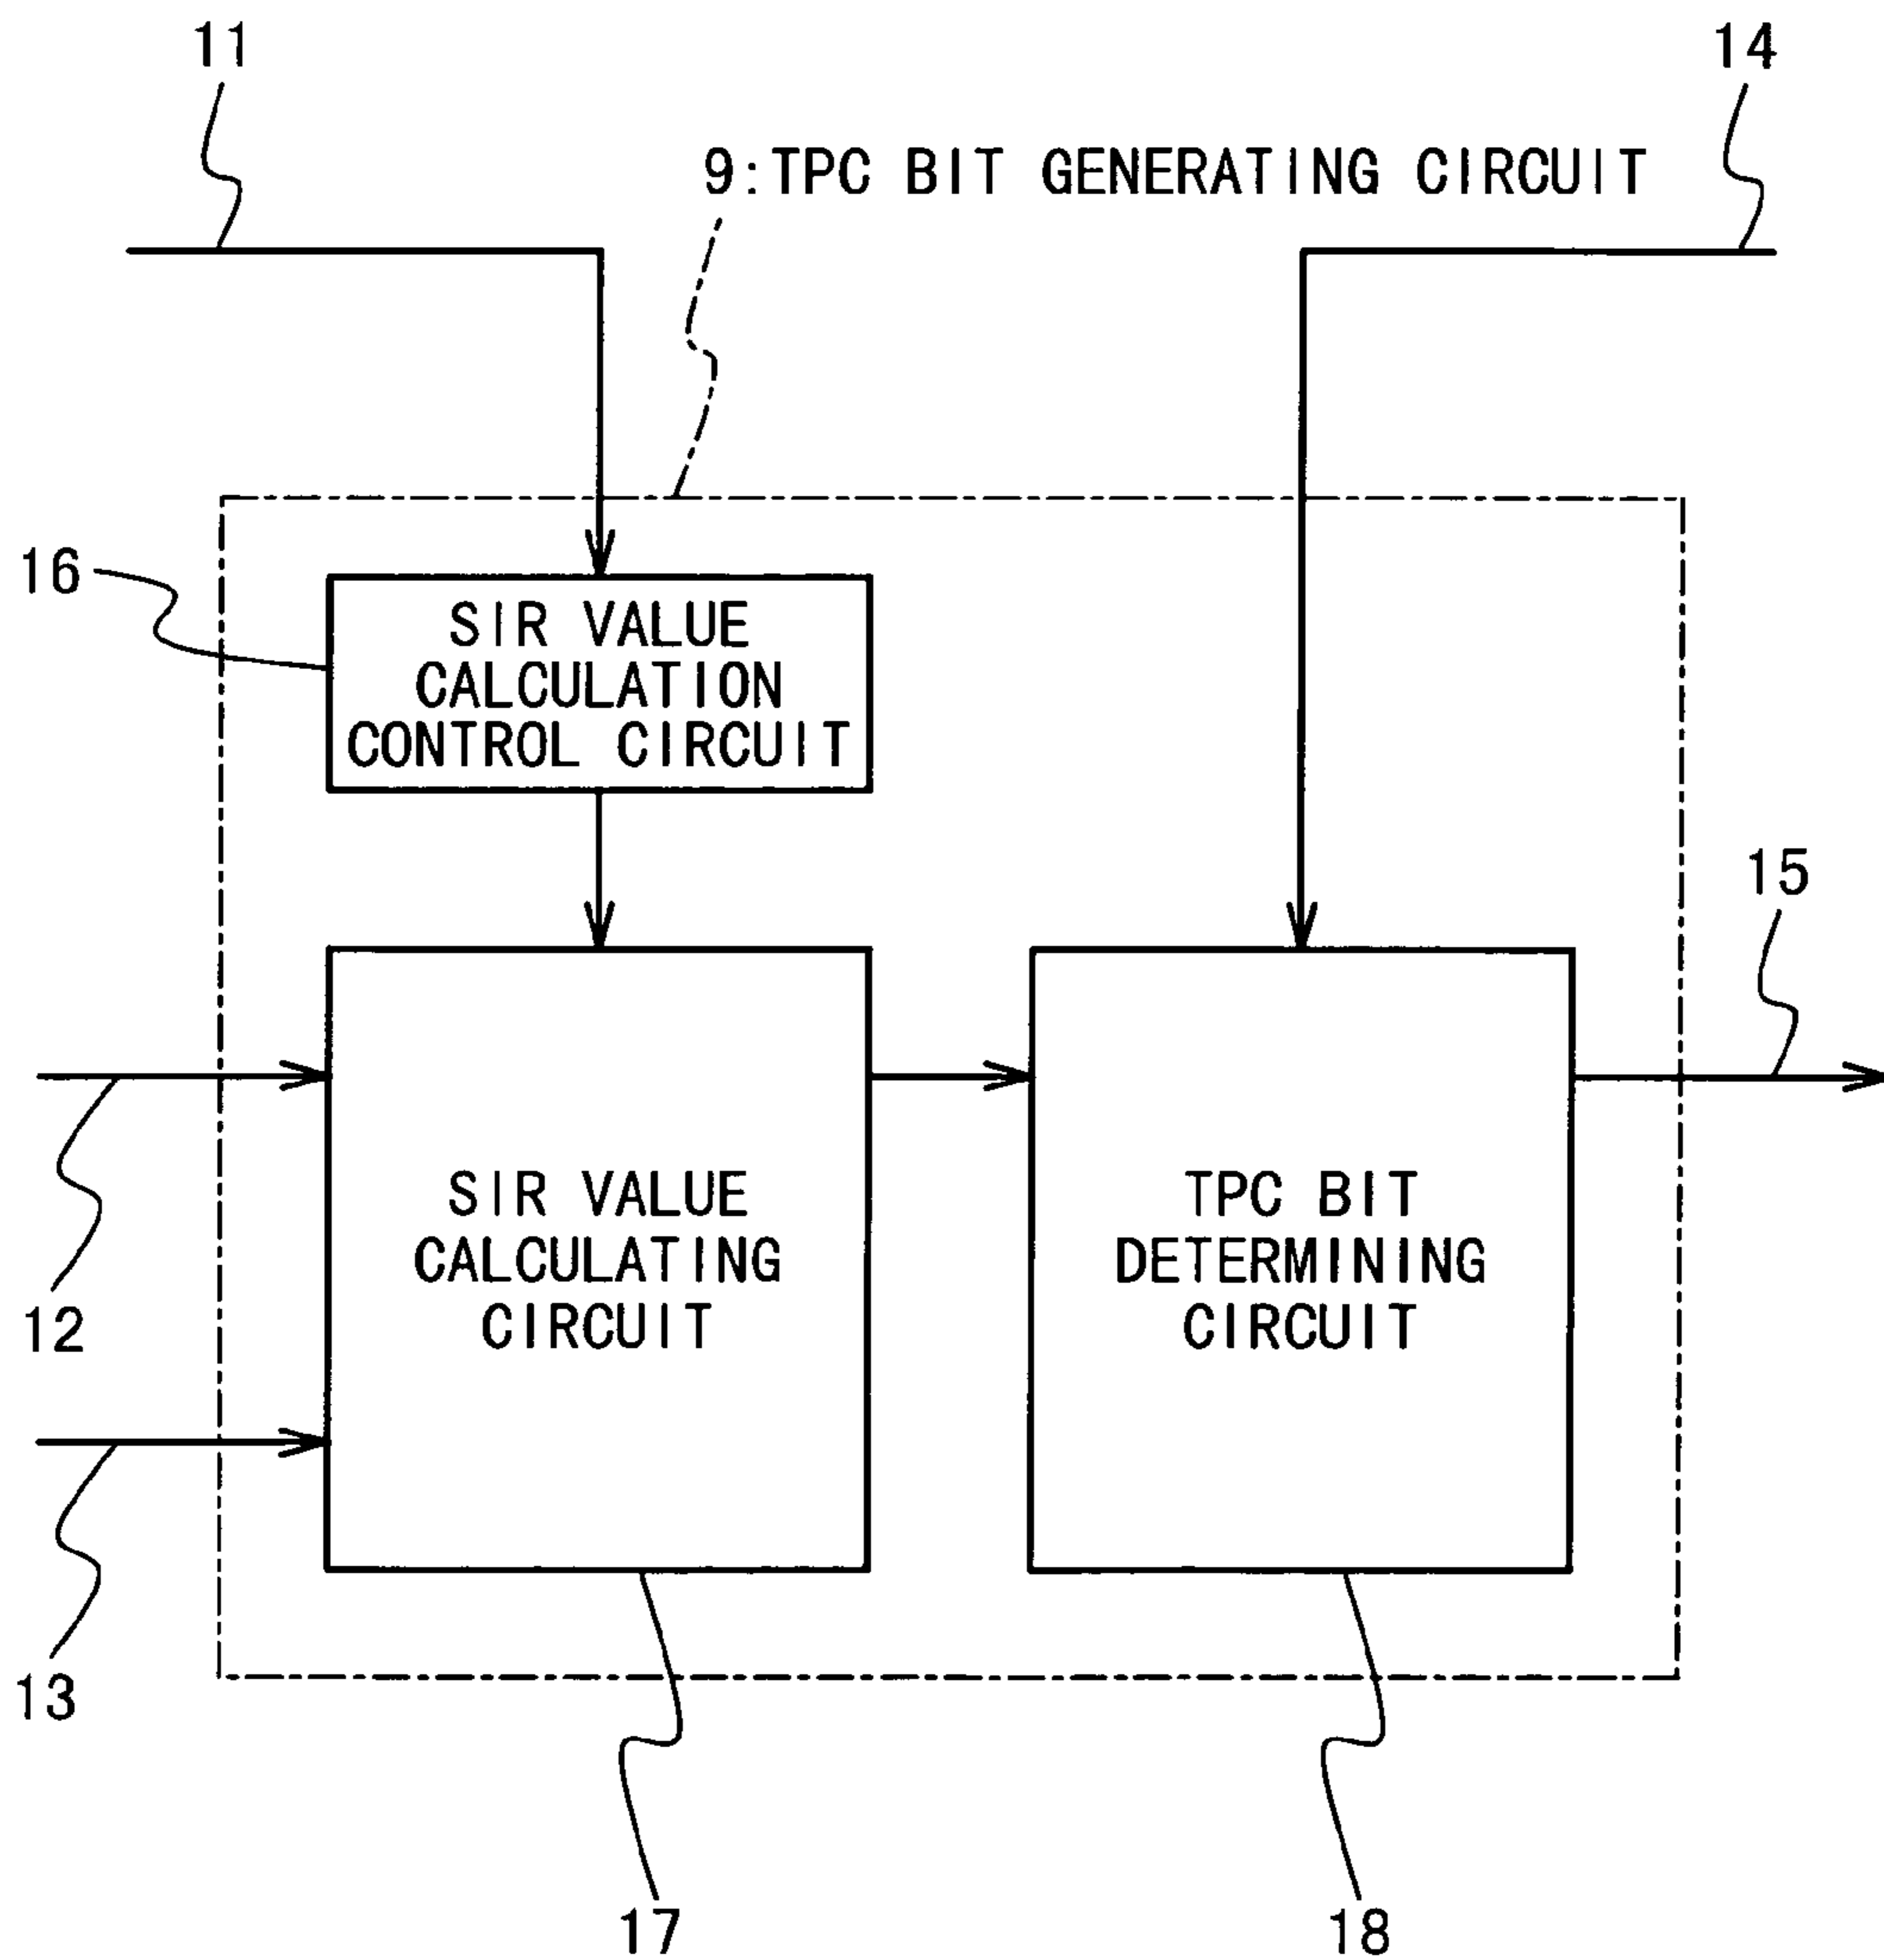 11
14
9:TPC BIT GENERATING CIRCUIT
16
SIR VALUE
CALCULATION
CONTROL CIRCUIT
15
SIR VALUE
CALCULATING
CIRCUIT
TPC BIT
DETERMINING
CIRCUIT
12
13
17
18